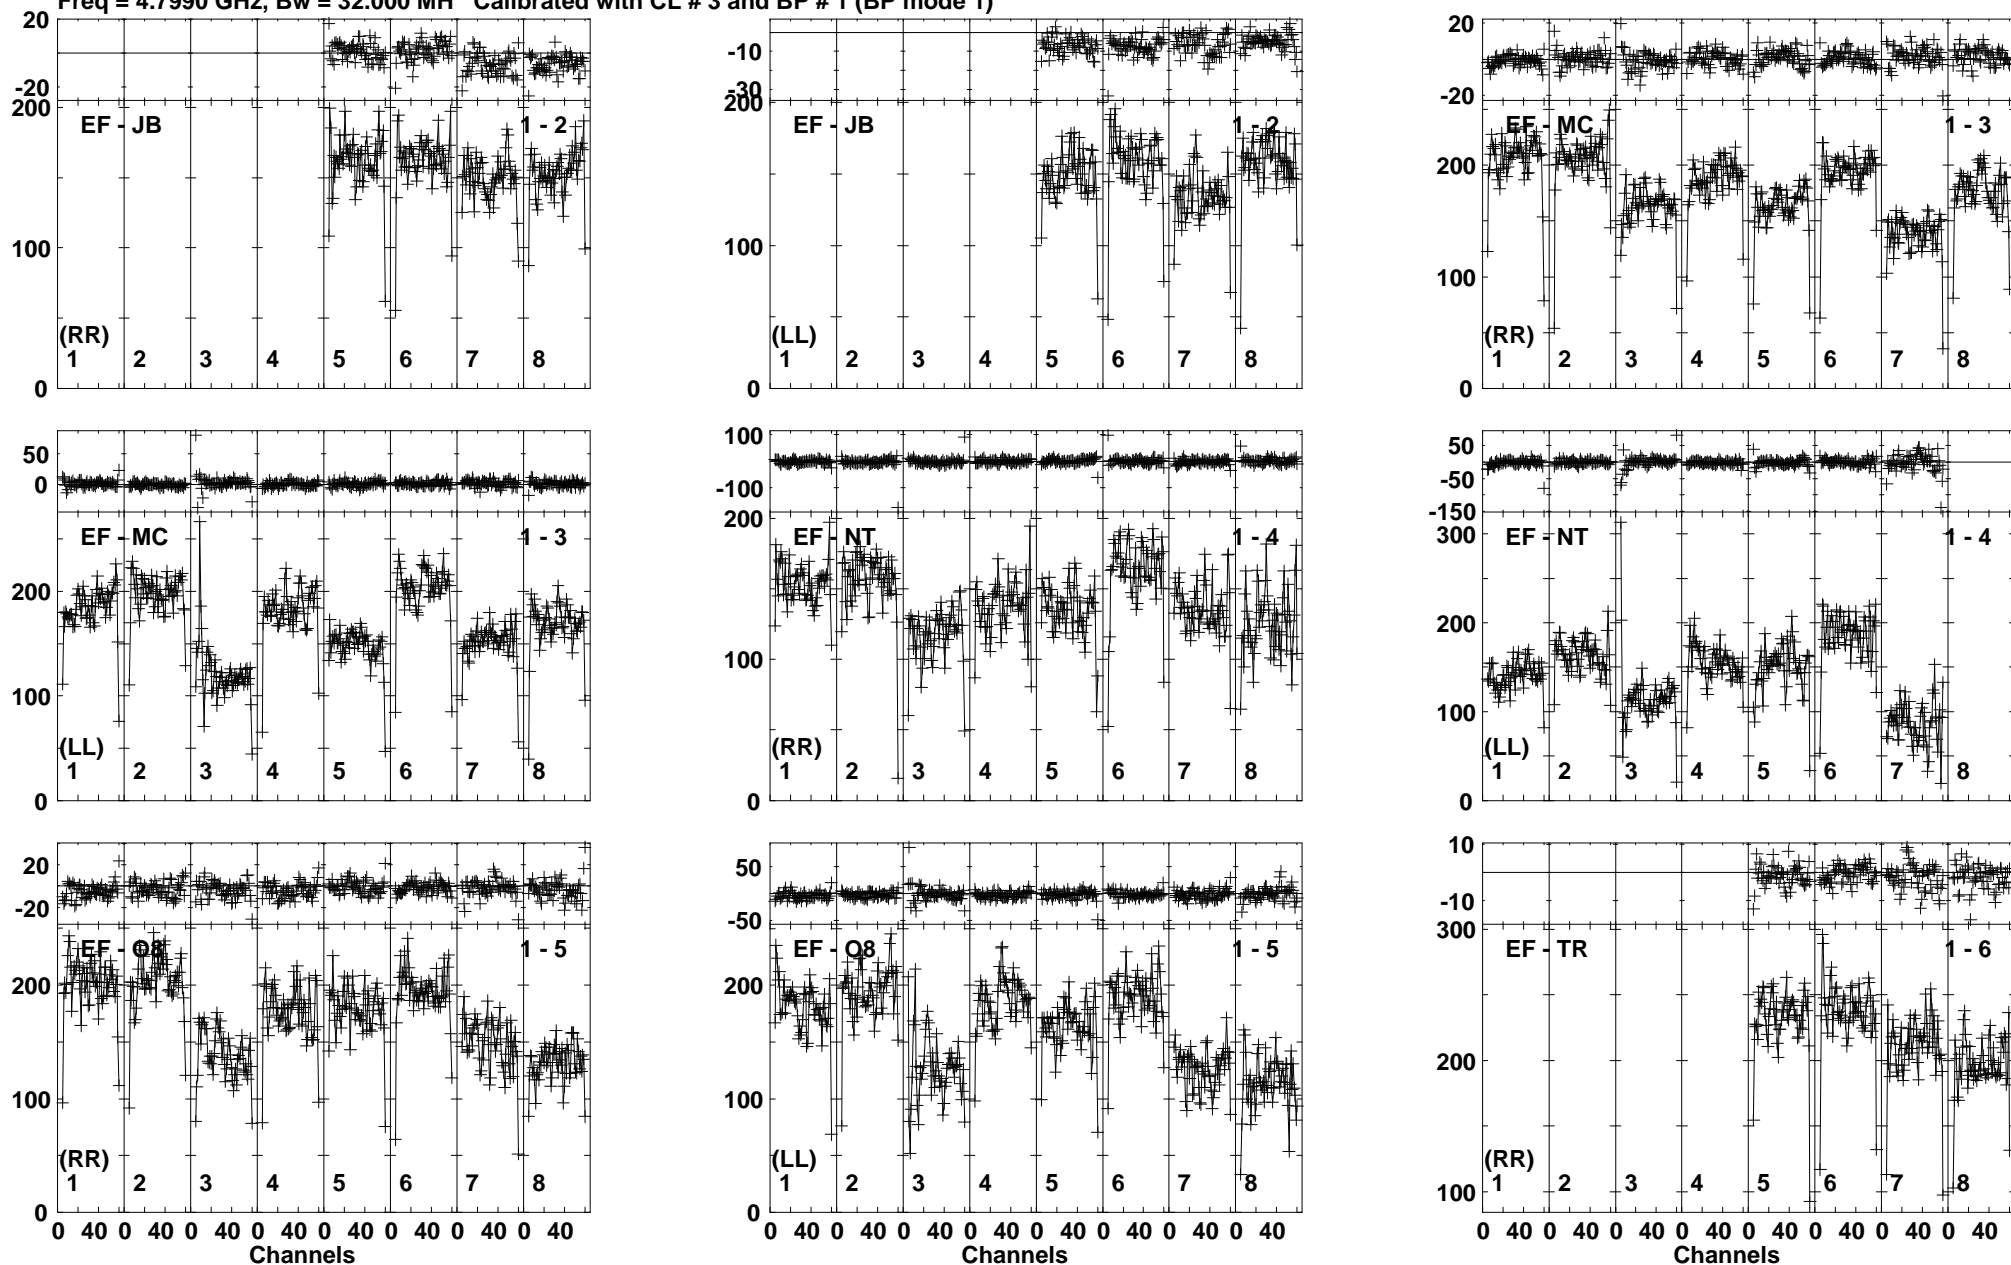 Freq = 4.7990 GHz, Bw = 32.000 MH Calibrated with CL # 3 and BP # 1 (BP mode 1)
20
-20
200
100
0
EF - JB 1 - 2
(RR)
1 2 3 4 5 6 7 8
-10
-30
200
100
0
EF - JB 1 - 2
(LL)
1 2 3 4 5 6 7 8
20
-20
200
100
0
EF - MC 1 - 3
(RR)
1 2 3 4 5 6 7 8
50
0
200
100
0
EF - MC 1 - 3
(LL)
1 2 3 4 5 6 7 8
100
-100
200
100
0
EF - NT 1 - 4
(RR)
1 2 3 4 5 6 7 8
50
-50
-150
300
200
100
0
EF - NT 1 - 4
(LL)
1 2 3 4 5 6 7 8
20
-20
200
100
0
EF - O8 1 - 5
(RR)
1 2 3 4 5 6 7 8
0 40 0 40 0 40 0 40 0 40 0 40 0 40 0 40
Channels
50
-50
200
100
0
EF - O8 1 - 5
(LL)
1 2 3 4 5 6 7 8
0 40 0 40 0 40 0 40 0 40 0 40 0 40 0 40
Channels
10
-10
300
200
100
EF - TR 1 - 6
(RR)
1 2 3 4 5 6 7 8
0 40 0 40 0 40 0 40 0 40 0 40 0 40 0 40
Channels